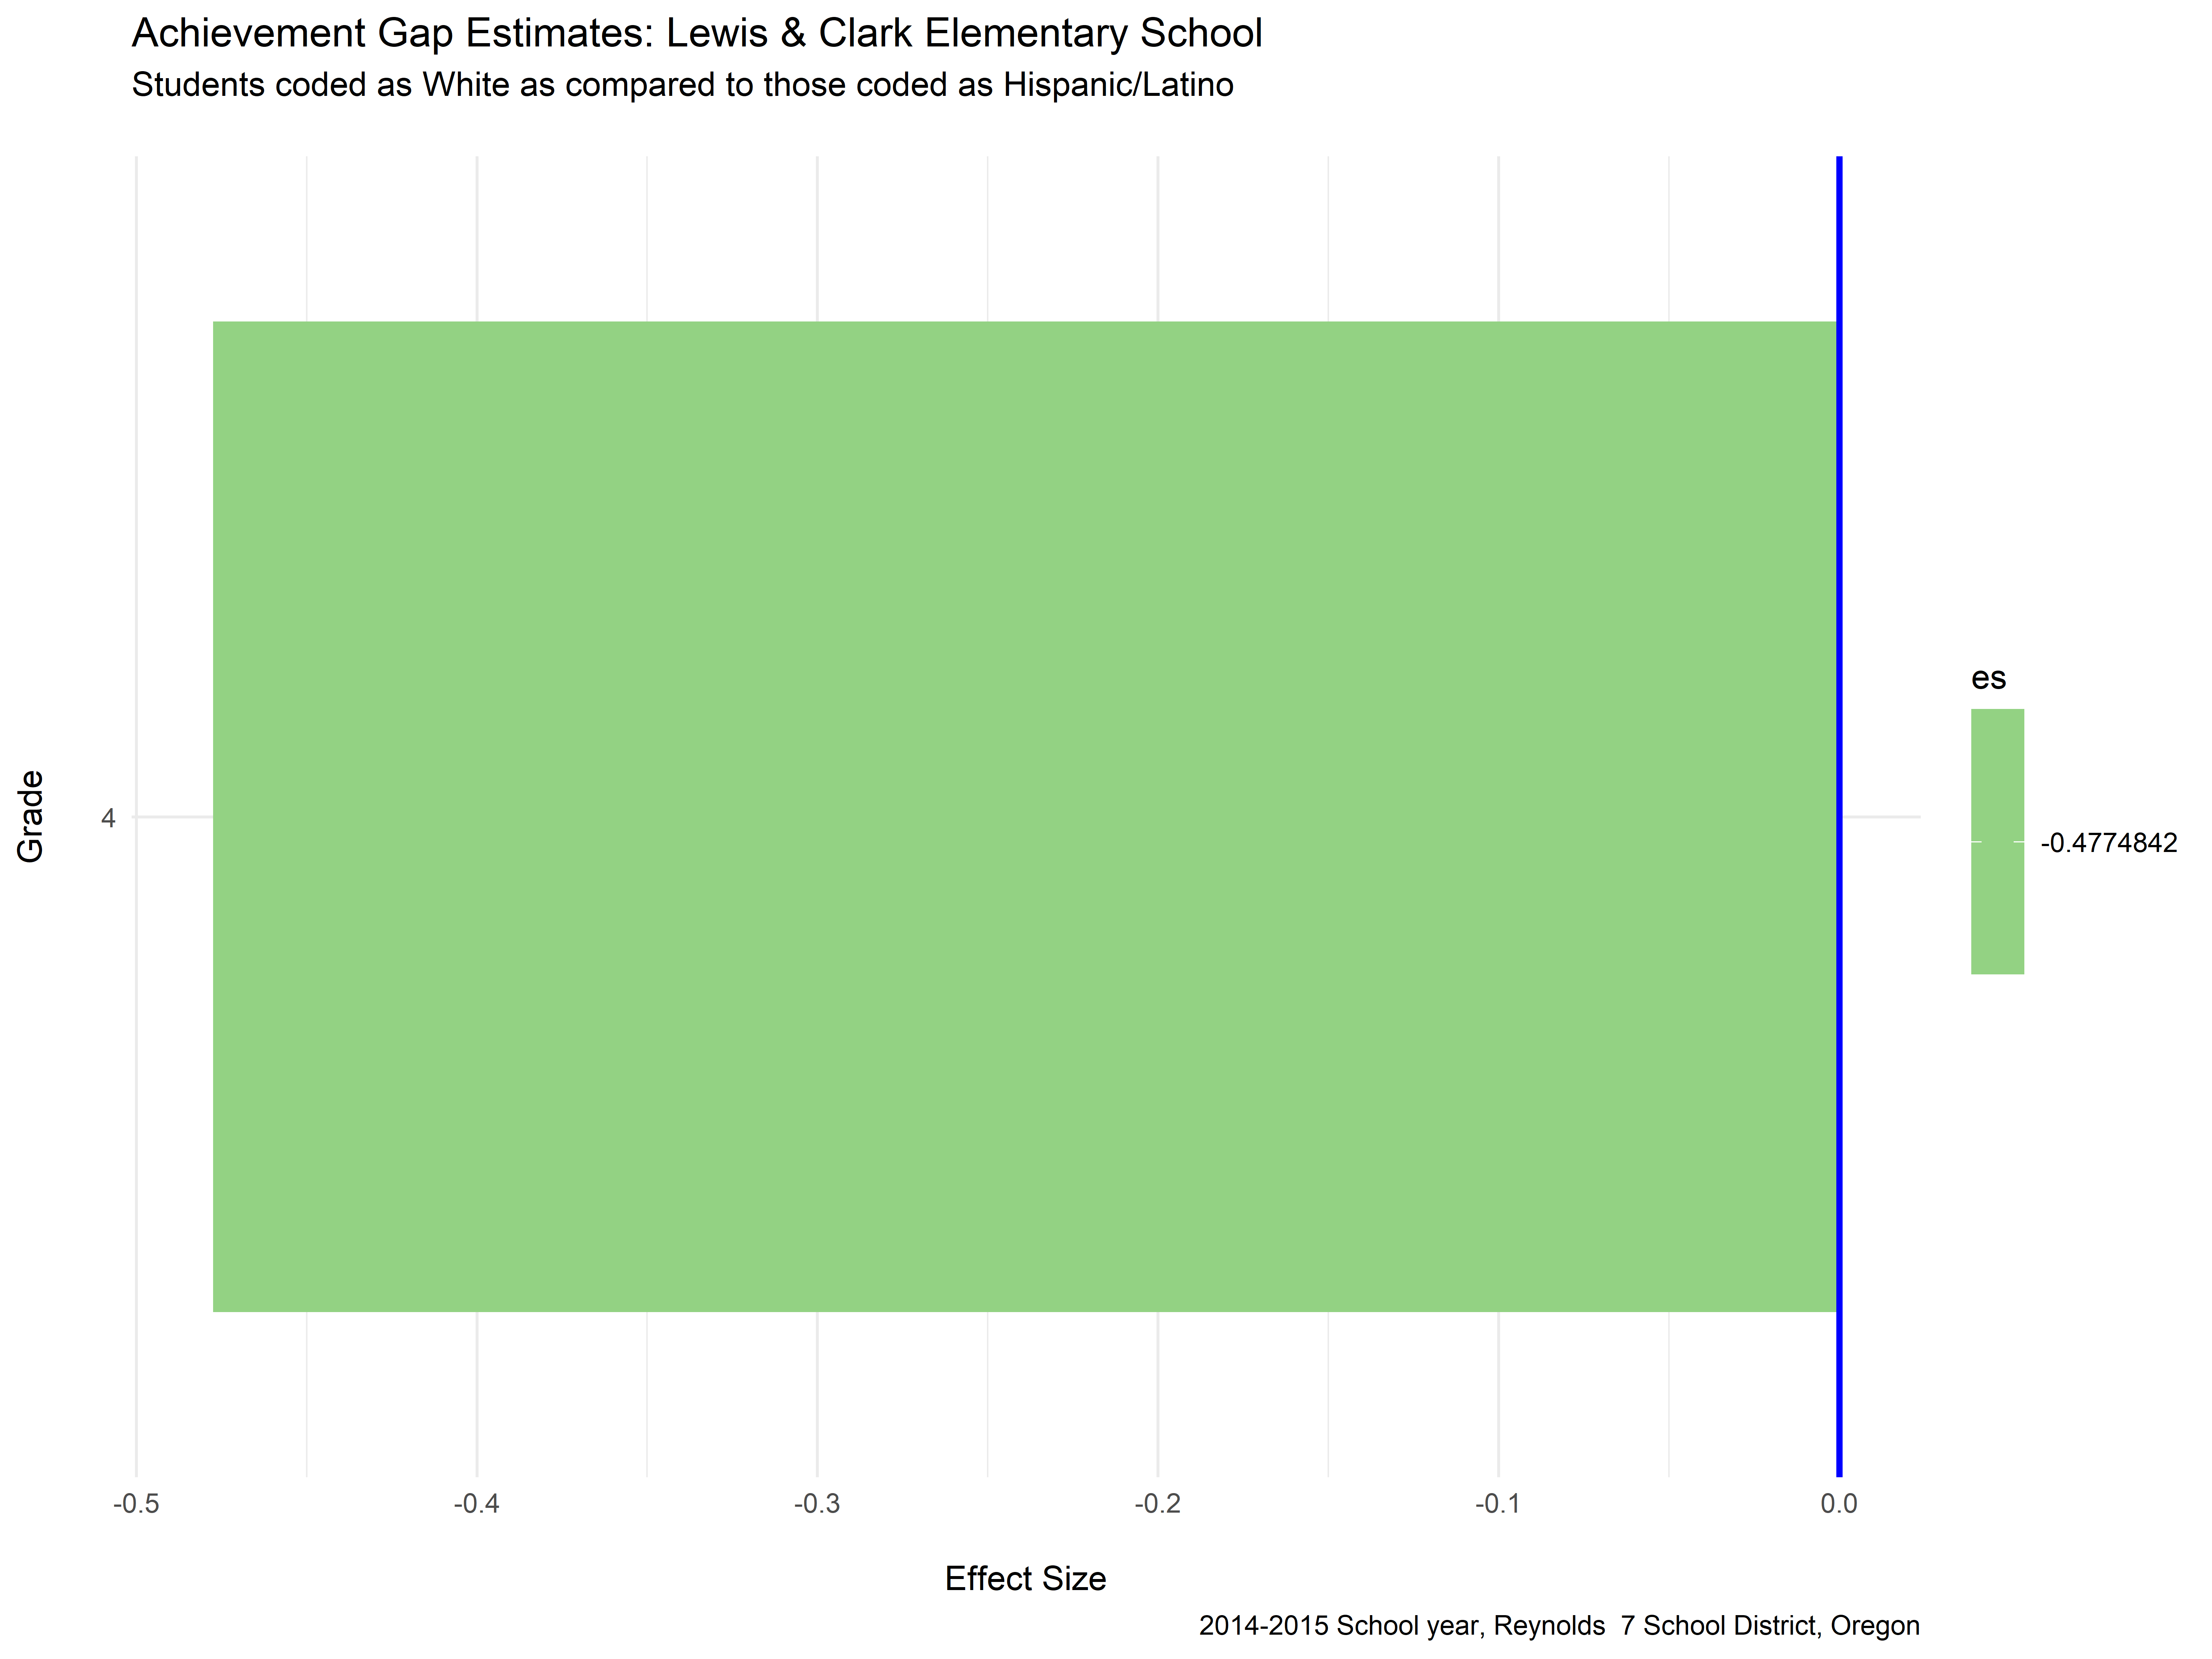 Achievement Gap Estimates: Lewis & Clark Elementary School
Students coded as White as compared to those coded as Hispanic/Latino
es
-0.4774842
Grade
4
-0.5
-0.4
-0.3
-0.2
-0.1
0.0
Effect Size
2014-2015 School year, Reynolds  7 School District, Oregon